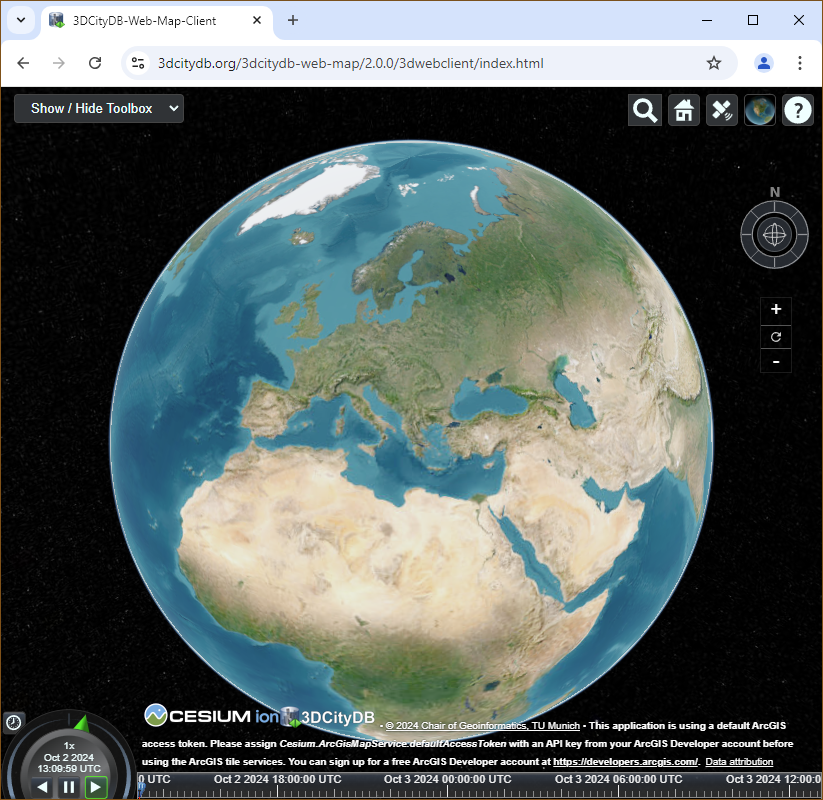 3DCityDB-Web-Map-Client
3dcitydb.org/3dcitydb-web-map/2.0.0/3dwebclient/index.html
Show / Hide Toolbox
?
N
+
-
CESIUM ion 3DCityDB • © 2024 Chair of Geoinformatics, TU Munich • This application is using a default ArcGIS
access token. Please assign Cesium.ArcGisMapService.defaultAccessToken with an API key from your ArcGIS Developer account before
using the ArcGIS tile services. You can sign up for a free ArcGIS Developer account at https://developers.arcgis.com/. Data attribution
1x
Oct 2 2024
13:09:59 UTC
0 UTC Oct 2 2024 18:00:00 UTC Oct 3 2024 00:00:00 UTC Oct 3 2024 06:00:00 UTC Oct 3 2024 12:00:0